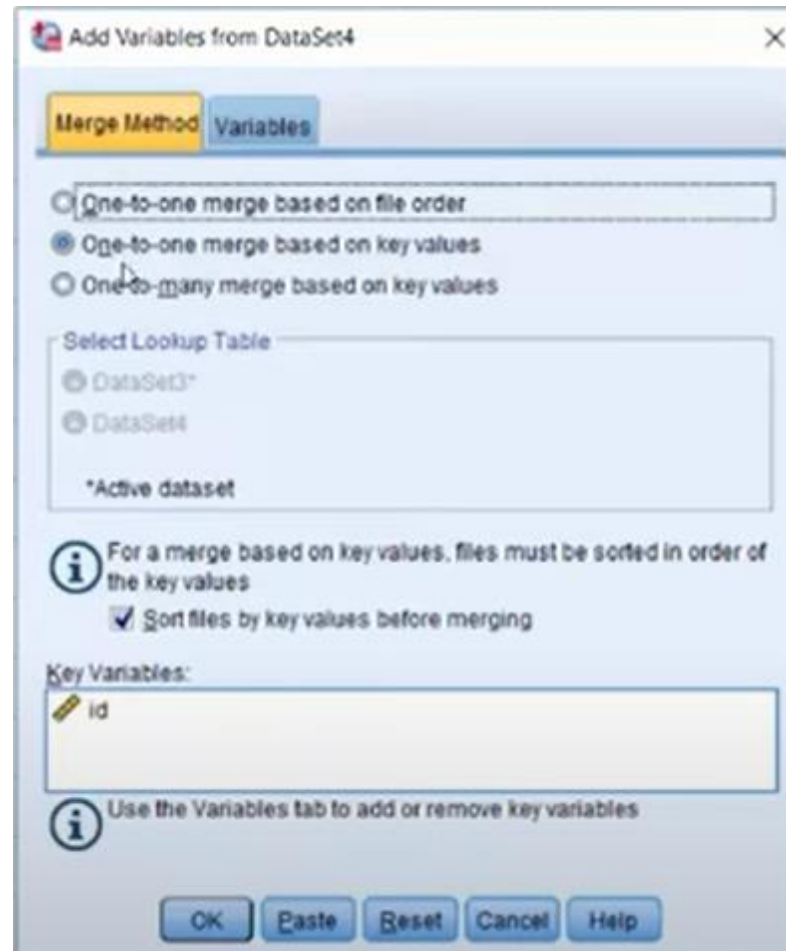 Add Variables from DataSet4
Merge Method
Variables
One-to-one merge based on file order
One-to-one merge based on key values
One-to-many merge based on key values
Select Lookup Table
DataSet3*
DataSet4
*Active dataset
For a merge based on key values, files must be sorted in order of
the key values
Sort files by key values before merging
Key Variables:
id
Use the Variables tab to add or remove key variables
OK
Paste
Reset
Cancel
Help